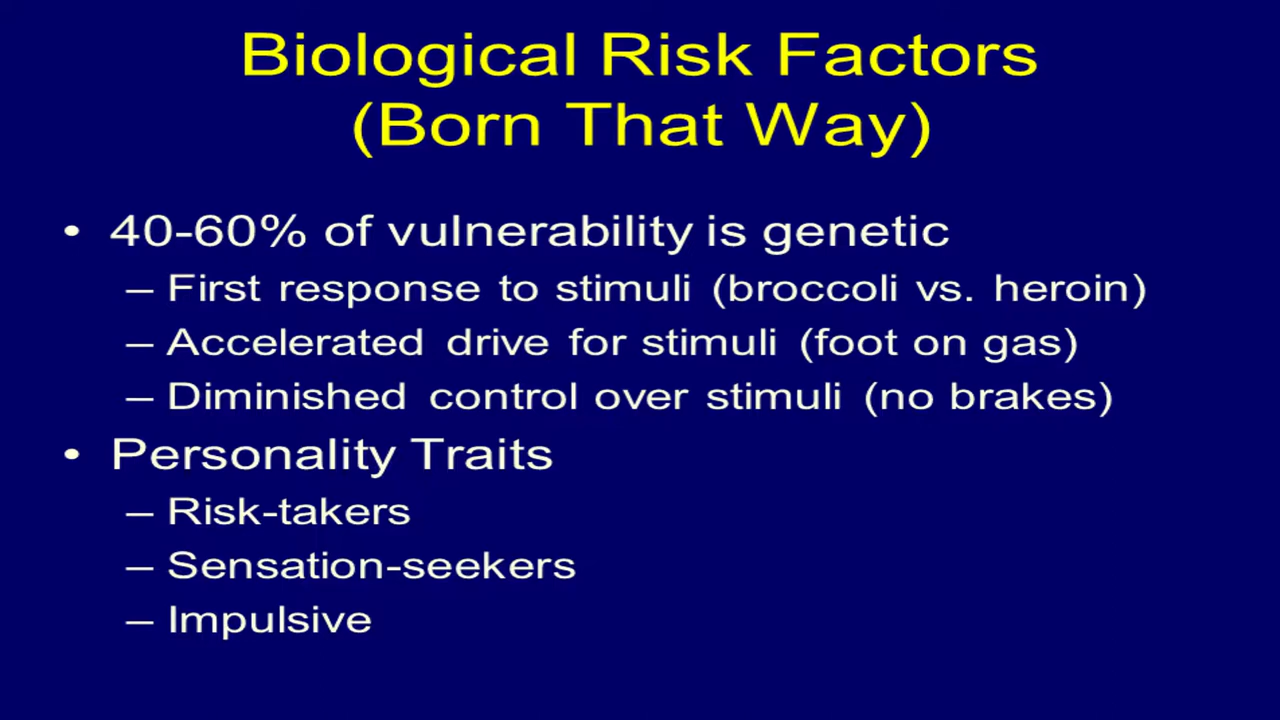 Biological Risk Factors
(Born That Way)
• 40-60% of vulnerability is genetic
– First response to stimuli (broccoli vs. heroin)
– Accelerated drive for stimuli (foot on gas)
– Diminished control over stimuli (no brakes)
• Personality Traits
– Risk-takers
– Sensation-seekers
– Impulsive